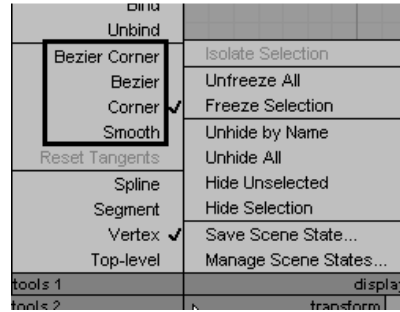 Bind
Unbind
Bezier Corner
Bezier
Corner
Smooth
Reset Tangents
Spline
Segment
Vertex
Top-level
tools 1
tools 2
Isolate Selection
Unfreeze All
Freeze Selection
Unhide by Name
Unhide All
Hide Unselected
Hide Selection
Save Scene State...
Manage Scene States...
displa
transform